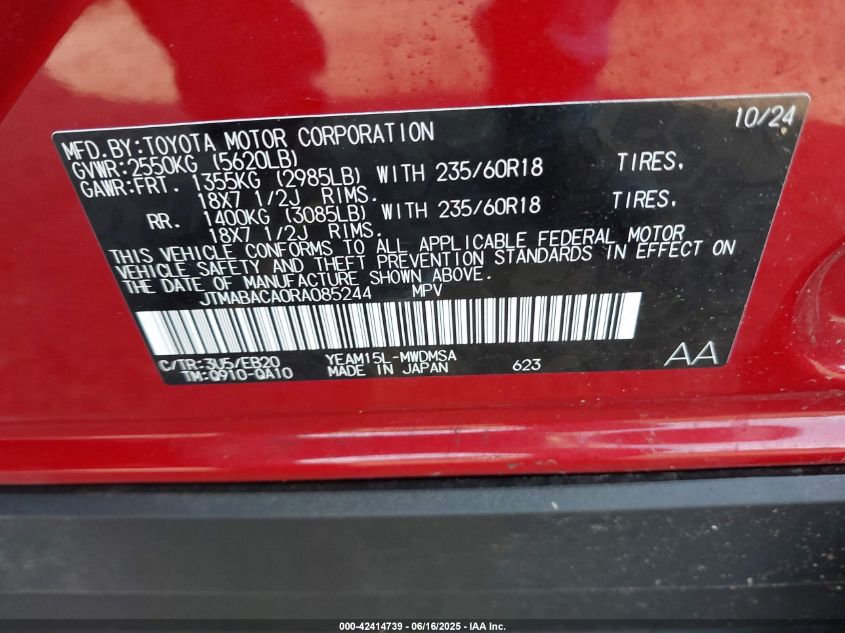 10/24
MFD.BY:TOYOTA MOTOR CORPORATION
GVWR:2550KG (5620LB)
GAWR:FRT. 1355KG (2985LB) WITH 235/60R18 TIRES.
18X7 1/2J RIMS.
RR. 1400KG (3085LB) WITH 235/60R18 TIRES.
18X7 1/2J RIMS.
THIS VEHICLE CONFORMS TO ALL APPLICABLE FEDERAL MOTOR
VEHICLE SAFETY AND THEFT PREVENTION STANDARDS IN EFFECT ON
THE DATE OF MANUFACTURE SHOWN ABOVE.
JTMABACA0RA085244 MPV
C/TR:3U5/EB20 YEAM15L-MWDMSA
TM:Q910-QA10 MADE IN JAPAN 623 AA
000-42414739 - 06/16/2025 - IAA Inc.